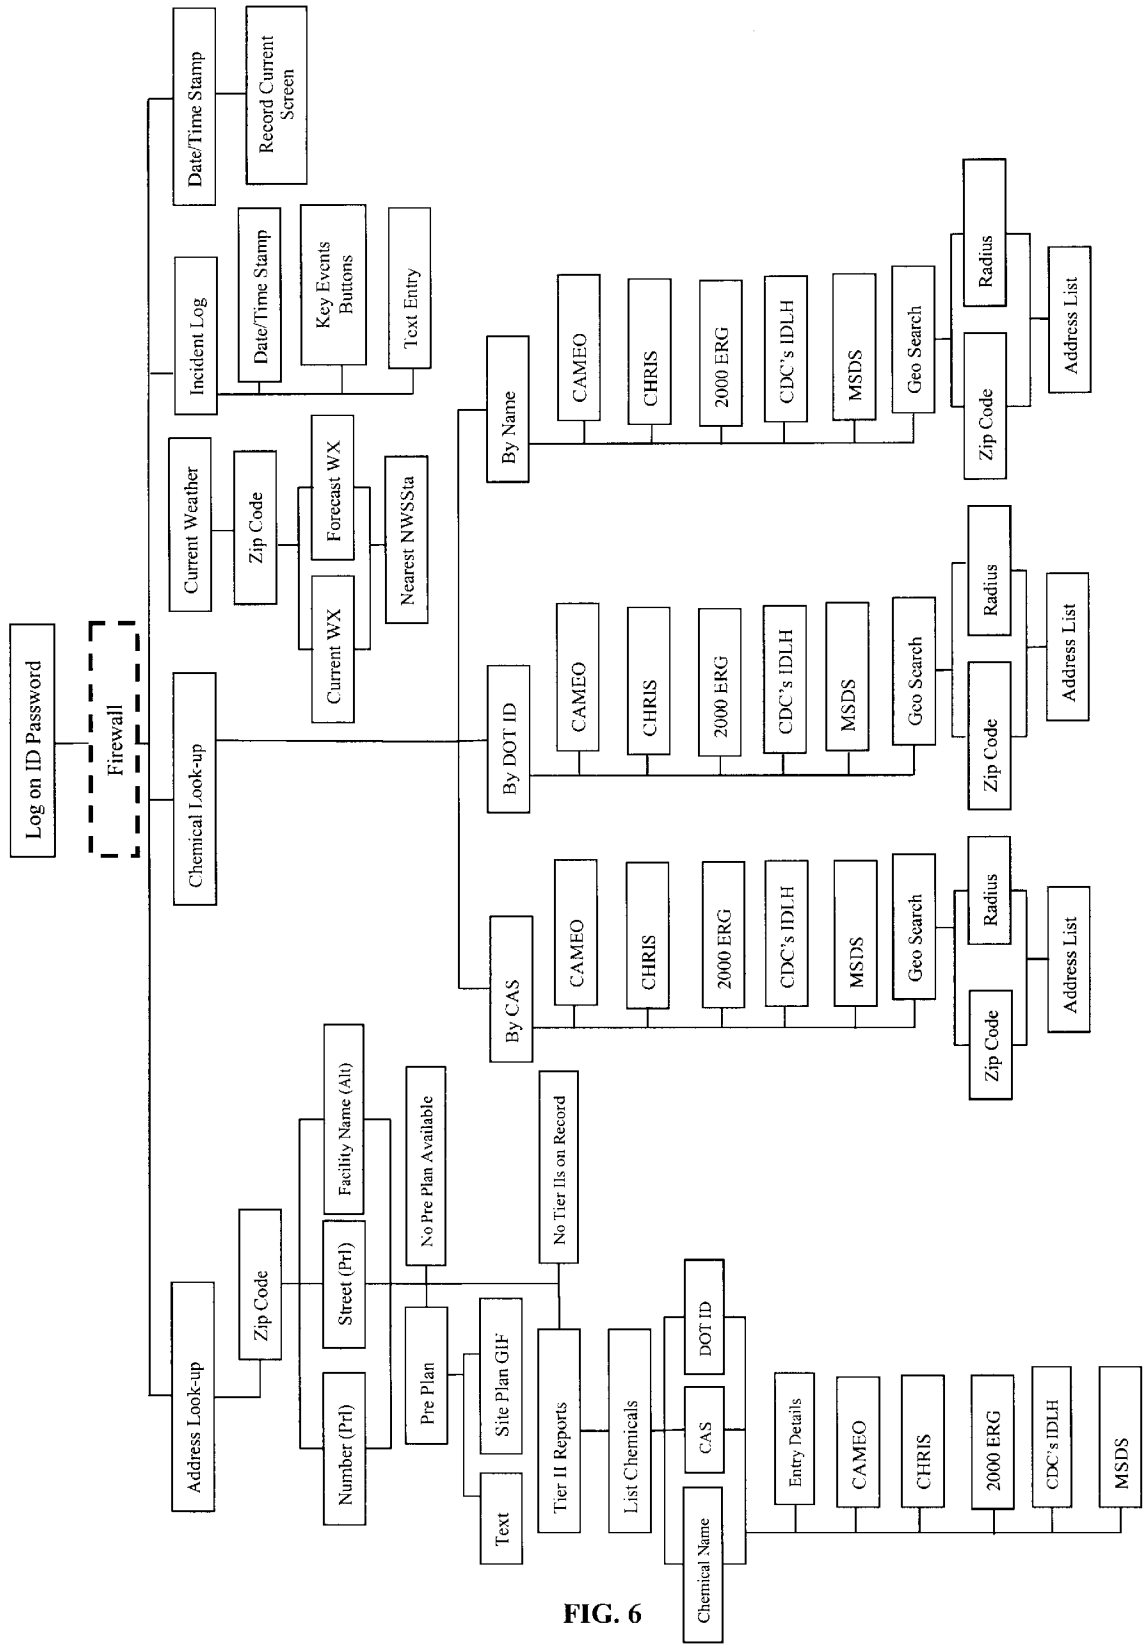 Log on ID Password
Firewall
Address Look-up
Zip Code
Number (Prl)
Street (Prl)
Facility Name (Alt)
Pre Plan
No Pre Plan Available
Text
Site Plan GIF
Tier II Reports
No Tier IIs on Record
List Chemicals
Chemical Name
CAS
DOT ID
Entry Details
CAMEO
CHRIS
2000 ERG
CDC's IDLH
MSDS
Chemical Look-up
By CAS
CAMEO
CHRIS
2000 ERG
CDC's IDLH
MSDS
Geo Search
Zip Code
Radius
Address List
By DOT ID
CAMEO
CHRIS
2000 ERG
CDC's IDLH
MSDS
Geo Search
Zip Code
Radius
Address List
By Name
CAMEO
CHRIS
2000 ERG
CDC's IDLH
MSDS
Geo Search
Zip Code
Radius
Address List
Current Weather
Zip Code
Current WX
Forecast WX
Nearest NWSSta
Incident Log
Date/Time Stamp
Key Events
Buttons
Text Entry
Date/Time Stamp
Record Current
Screen
FIG. 6